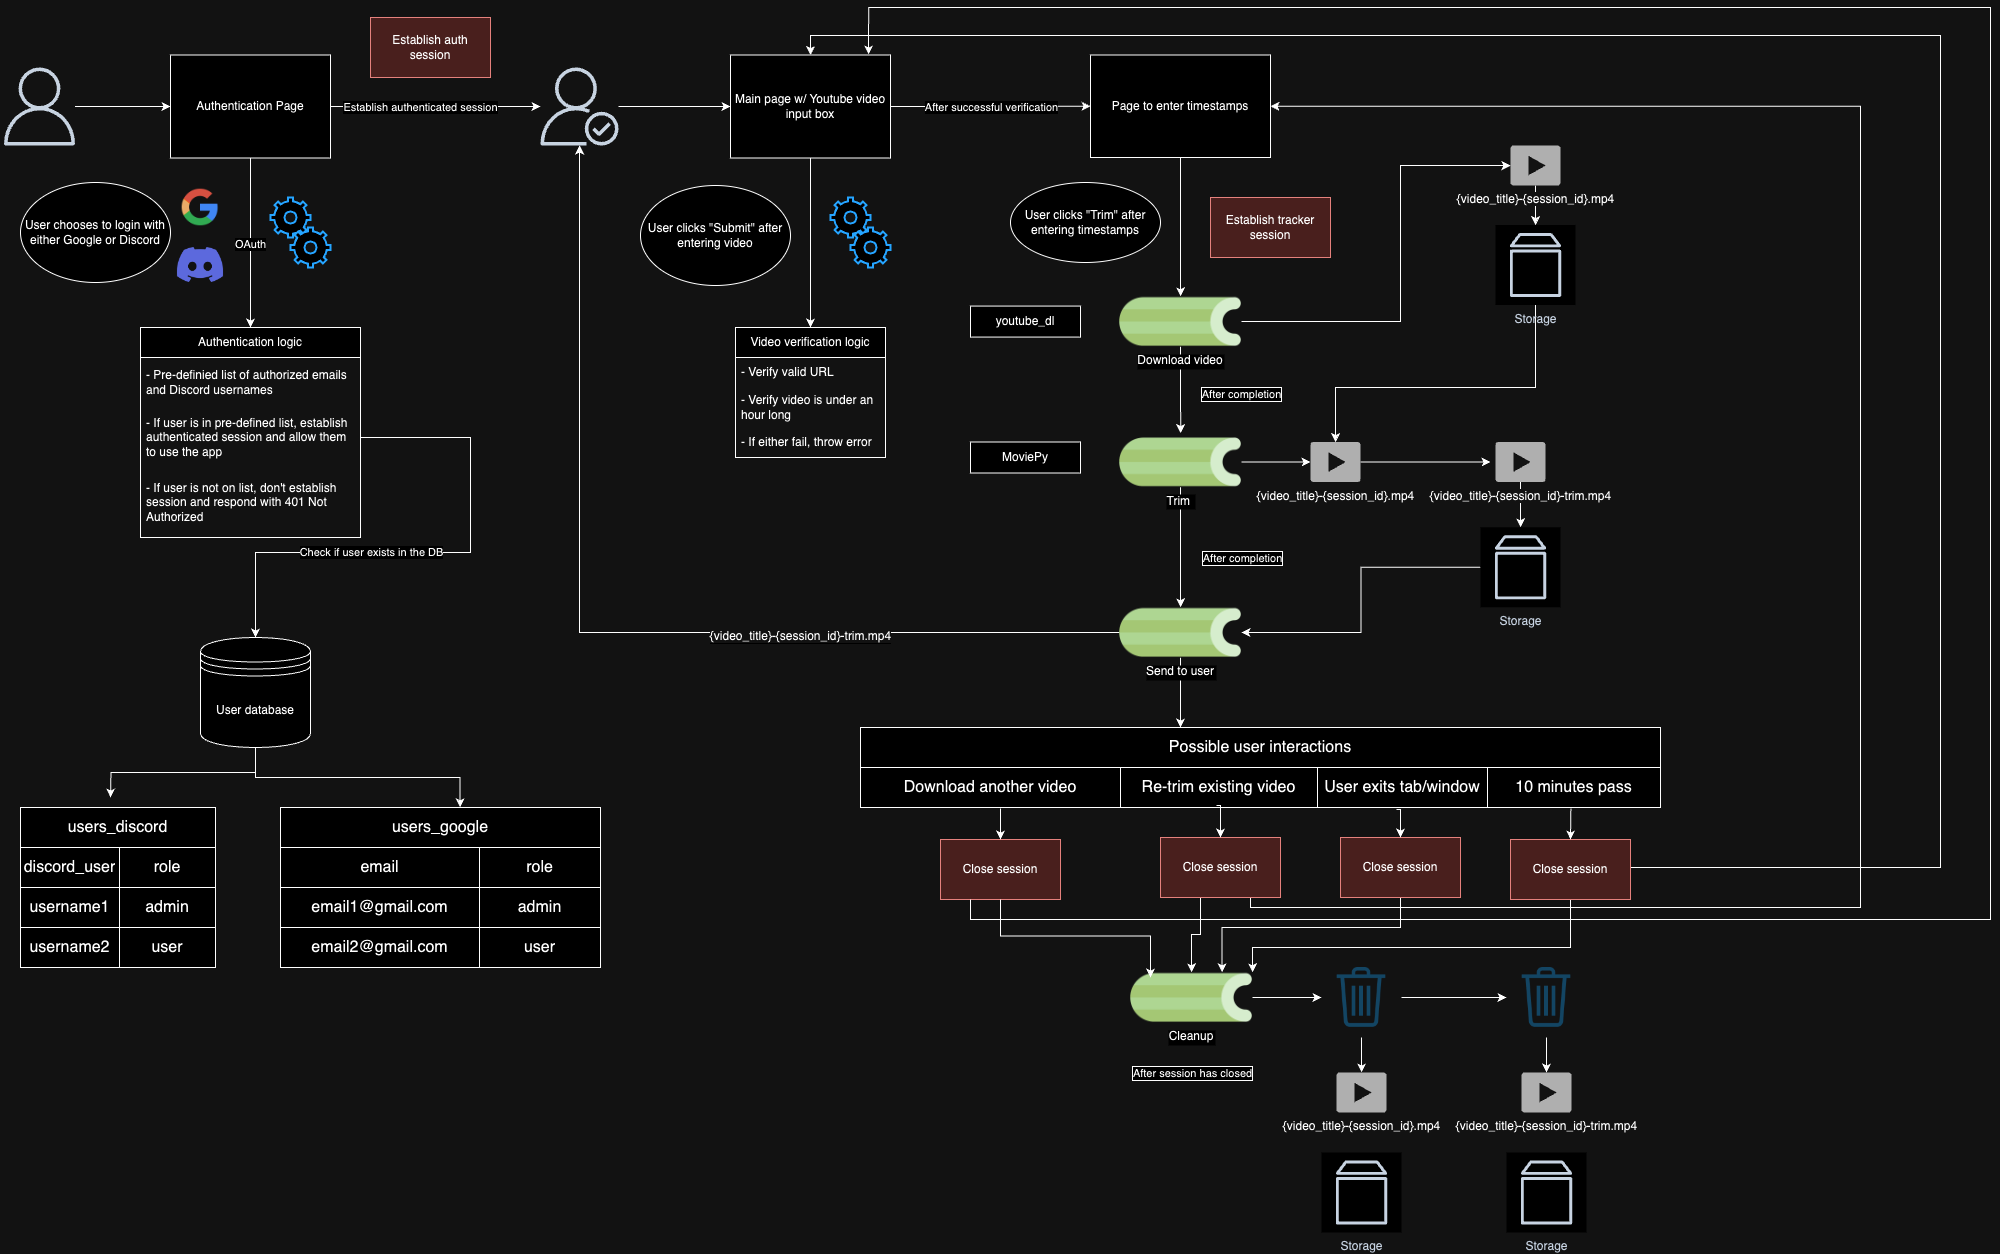 Establish auth
session
Authentication Page
Establish authenticated session
Main page w/ Youtube video
input box
After successful verification
Page to enter timestamps
User chooses to login with
either Google or Discord
OAuth
User clicks "Submit" after
entering video
User clicks "Trim" after
entering timestamps
Establish tracker
session
{video_title}-{session_id}.mp4
Storage
Authentication logic
- Pre-definied list of authorized emails
and Discord usernames
- If user is in pre-defined list, establish
authenticated session and allow them
to use the app
- If user is not on list, don't establish
session and respond with 401 Not
Authorized
Video verification logic
- Verify valid URL
- Verify video is under an
hour long
- If either fail, throw error
youtube_dl
Download video
After completion
MoviePy
Trim
{video_title}-{session_id}.mp4
{video_title}-{session_id}-trim.mp4
After completion
Storage
Check if user exists in the DB
{video_title}-{session_id}-trim.mp4
Send to user
User database
Possible user interactions
Download another video
Re-trim existing video
User exits tab/window
10 minutes pass
users_discord
discord_user
role
username1
admin
username2
user
users_google
email
role
email1@gmail.com
admin
email2@gmail.com
user
Close session
Close session
Close session
Close session
Cleanup
After session has closed
{video_title}-{session_id}.mp4
{video_title}-{session_id}-trim.mp4
Storage
Storage